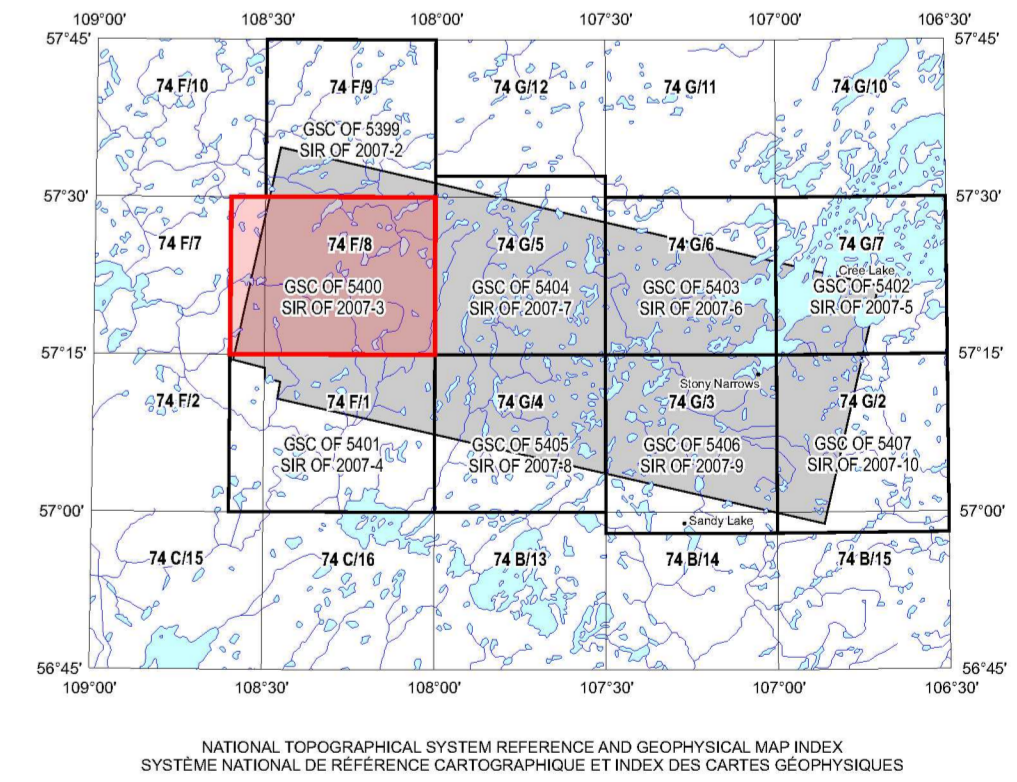 109°00' 108°30' 108°00' 107°30' 107°00' 106°30'
57°45' 57°45'
74 F/10 74 F/9 74 G/12 74 G/11 74 G/10
GSC OF 5399
SIR OF 2007-2
57°30' 57°30'
74 F/7 74 F/8 74 G/5 74 G/6 74 G/7
Cree Lake
GSC OF 5400 GSC OF 5404 GSC OF 5403 GSC OF 5402
SIR OF 2007-3 SIR OF 2007-7 SIR OF 2007-6 SIR OF 2007-5
57°15' 57°15'
Stony Narrows
74 F/2 74 F/1 74 G/4 74 G/3 74 G/2
GSC OF 5401 GSC OF 5405 GSC OF 5406 GSC OF 5407
SIR OF 2007-4 SIR OF 2007-8 SIR OF 2007-9 SIR OF 2007-10
57°00' 57°00'
Sandy Lake
74 C/15 74 C/16 74 B/13 74 B/14 74 B/15
56°45' 56°45'
109°00' 108°30' 108°00' 107°30' 107°00' 106°30'
NATIONAL TOPOGRAPHICAL SYSTEM REFERENCE AND GEOPHYSICAL MAP INDEX
SYSTÈME NATIONAL DE RÉFÉRENCE CARTOGRAPHIQUE ET INDEX DES CARTES GÉOPHYSIQUES